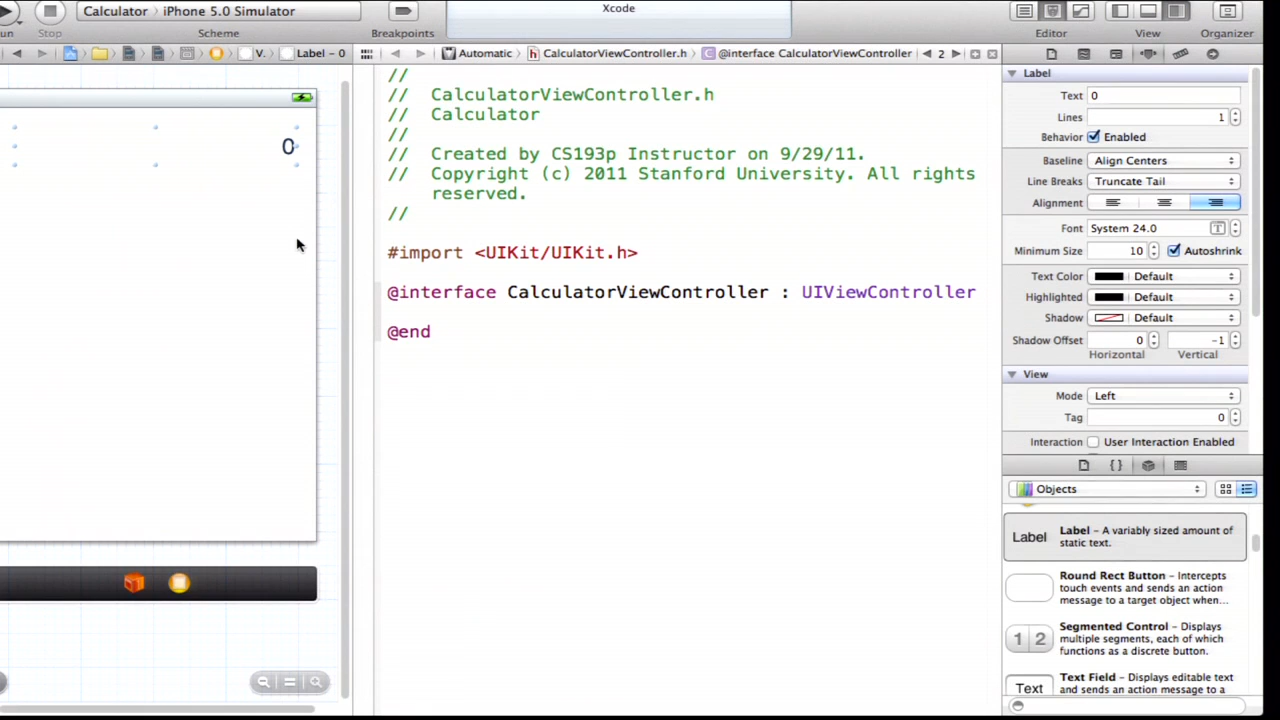 Calculator › iPhone 5.0 Simulator
Xcode
un
Stop
Scheme
Breakpoints
Editor
View
Organizer
V.
Label - 0
Automatic
CalculatorViewController.h
@interface CalculatorViewController
2
0
//
// CalculatorViewController.h
// Calculator
//
// Created by CS193p Instructor on 9/29/11.
// Copyright (c) 2011 Stanford University. All rights
reserved.
//
#import <UIKit/UIKit.h>
@interface CalculatorViewController : UIViewController
@end
Label
Text 0
Lines 1
Behavior Enabled
Baseline Align Centers
Line Breaks Truncate Tail
Alignment
Font System 24.0 T
Minimum Size 10 Autoshrink
Text Color Default
Highlighted Default
Shadow Default
Shadow Offset 0 -1
Horizontal Vertical
View
Mode Left
Tag 0
Interaction User Interaction Enabled
{ }
Objects
Label
Label – A variably sized amount of
static text.
Round Rect Button – Intercepts
touch events and sends an action
message to a target object when...
1 2
Segmented Control – Displays
multiple segments, each of which
functions as a discrete button.
Text
Text Field – Displays editable text
and sends an action message to a